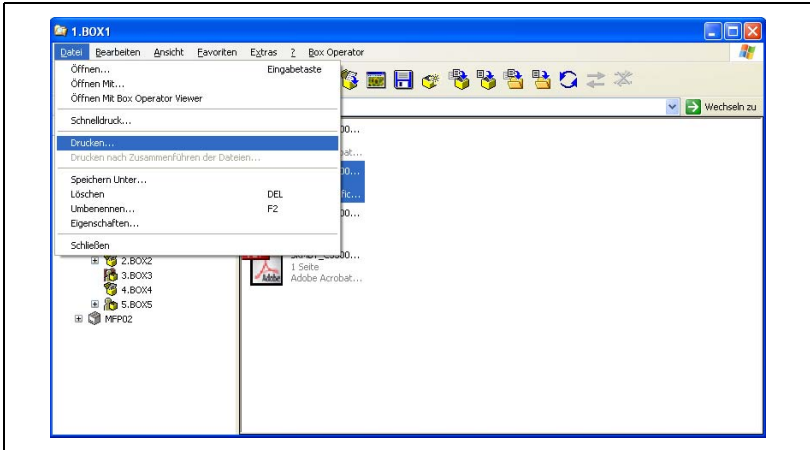 1.BOX1
Datei Bearbeiten Ansicht Favoriten Extras ? Box Operator
Öffnen... Eingabetaste
Öffnen Mit...
Öffnen Mit Box Operator Viewer
Schnelldruck...
Drucken...
Drucken nach Zusammenführen der Dateien...
Speichern Unter...
Löschen DEL
Umbenennen... F2
Eigenschaften...
Schließen
Wechseln zu
2.BOX2
3.BOX3
4.BOX4
5.BOX5
MFP02
1 Seite
Adobe Acrobat...
Adobe